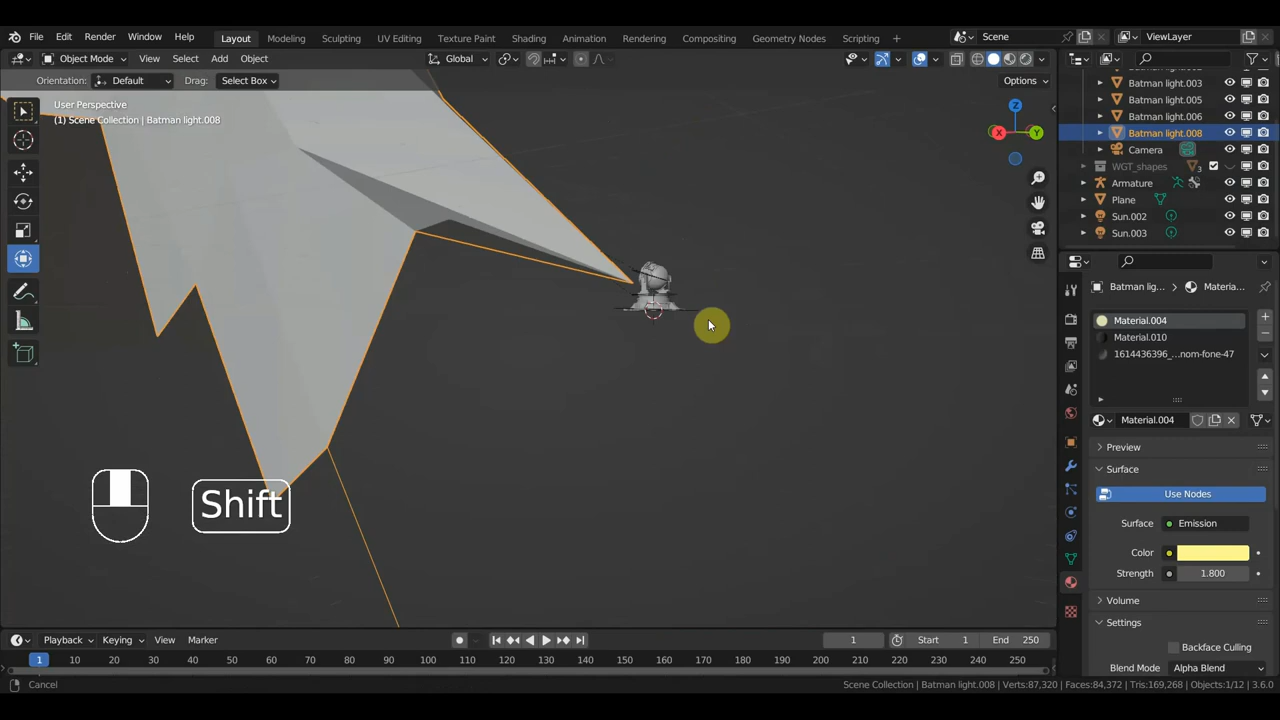 File Edit Render Window Help Layout Modeling Sculpting UV Editing Texture Paint Shading Animation Rendering Compositing Geometry Nodes Scripting + Scene ViewLayer
Object Mode View Select Add Object Global
Orientation: Default Drag: Select Box Options
User Perspective
(1) Scene Collection | Batman light.008
Z
X Y
Batman light.003
Batman light.005
Batman light.006
Batman light.008
Camera
WGT_shapes 3
Armature
Plane
Sun.002
Sun.003
Batman lig... Materia...
Material.004
Material.010
1614436396_...nom-fone-47
Material.004
Preview
Surface
Use Nodes
Surface Emission
Color
Strength 1.800
Volume
Settings
Backface Culling
Blend Mode Alpha Blend
Shift
Playback Keying View Marker 1 Start 1 End 250
1 10 20 30 40 50 60 70 80 90 100 110 120 130 140 150 160 170 180 190 200 210 220 230 240 250
Cancel Scene Collection | Batman light.008 | Verts:87,320 | Faces:84,372 | Tris:169,268 | Objects:1/12 | 3.6.0